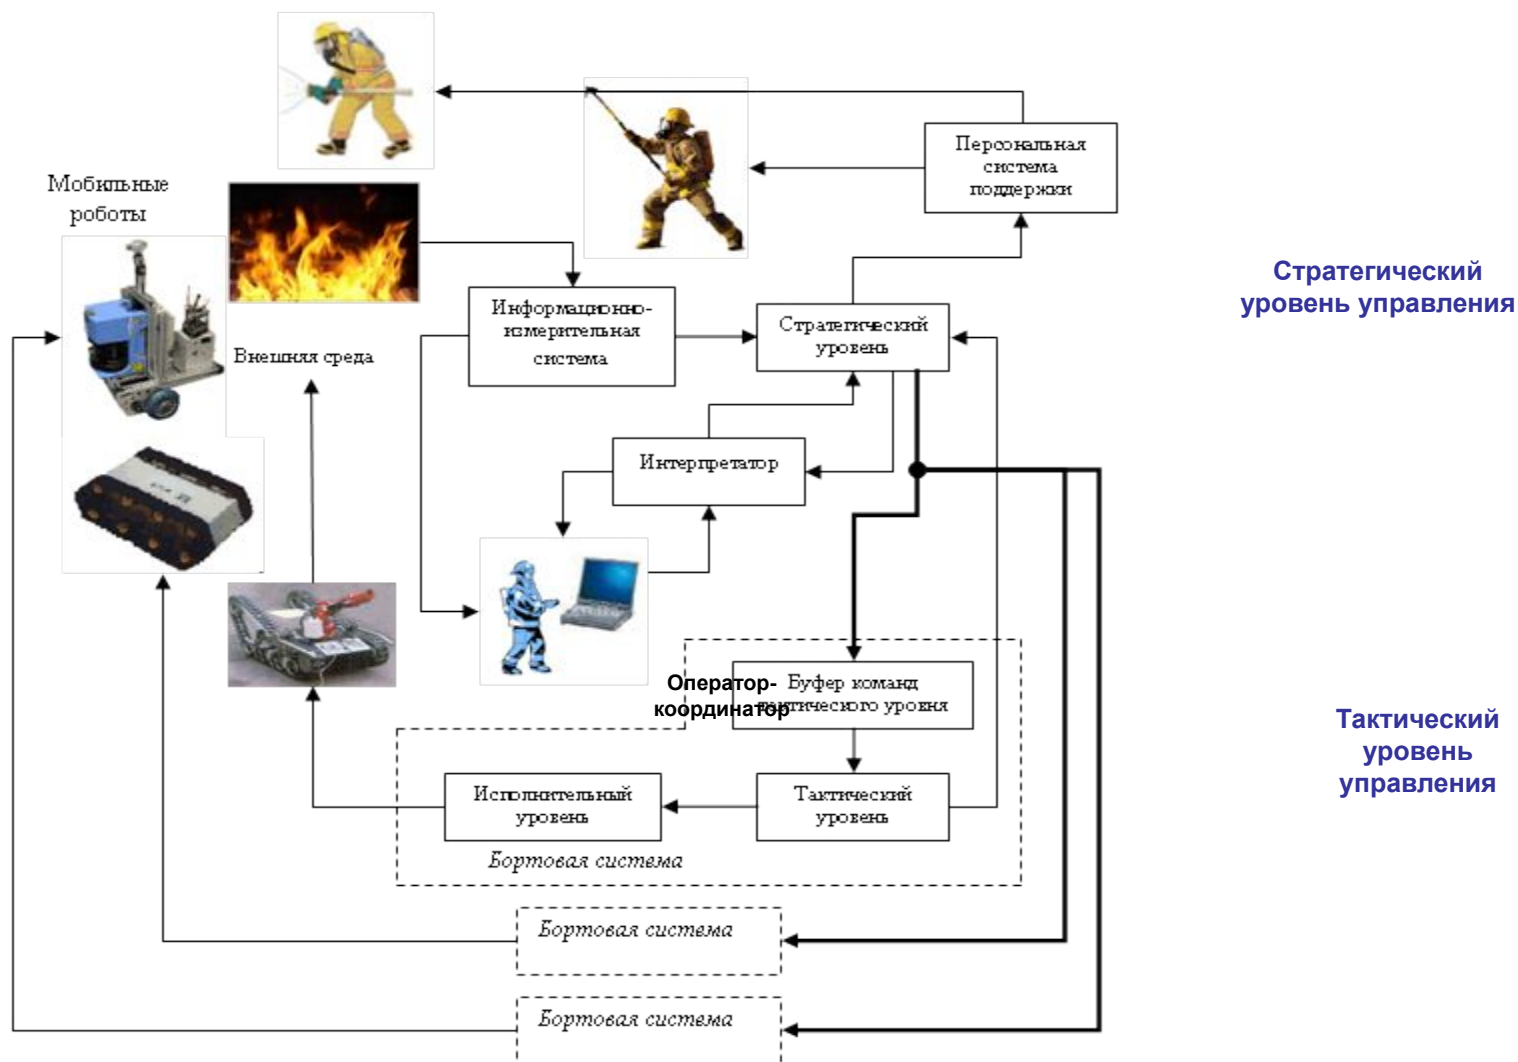 Персональная
система
поддержки
Мобильные
роботы
Стратегический
уровень управления
Информационно-
измерительная
система
Стратегический
уровень
Внешняя среда
Интерпретатор
Оператор-
координатор
Буфер команд
тактического уровня
Тактический
уровень
управления
Исполнительный
уровень
Тактический
уровень
Бортовая система
Бортовая система
Бортовая система